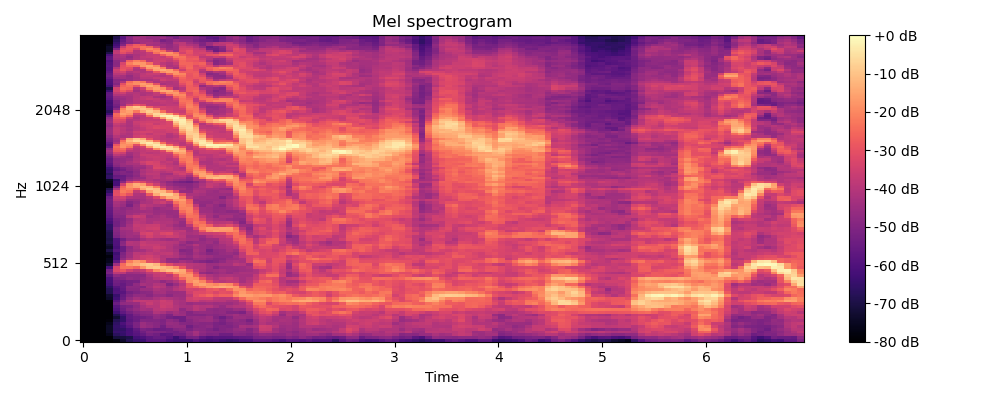 Mel spectrogram
+0 dB
-10 dB
-20 dB
-30 dB
-40 dB
-50 dB
-60 dB
-70 dB
-80 dB
Hz
2048
1024
512
0
0 1 2 3 4 5 6
Time